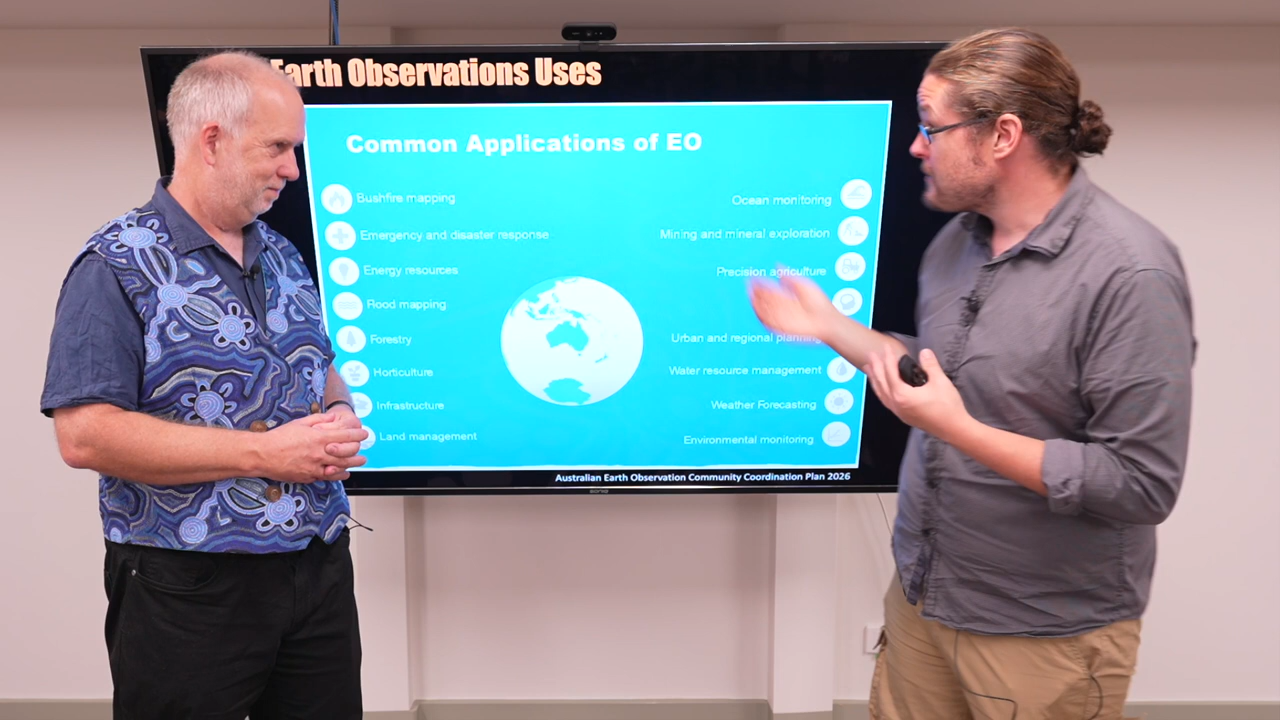 Earth Observations Uses
Common Applications of EO
Bushfire mapping
Emergency and disaster response
Energy resources
Flood mapping
Forestry
Horticulture
Infrastructure
Land management
Ocean monitoring
Mining and mineral exploration
Precision agriculture
Urban and regional planning
Water resource management
Weather Forecasting
Environmental monitoring
Australian Earth Observation Community Coordination Plan 2026
soniq